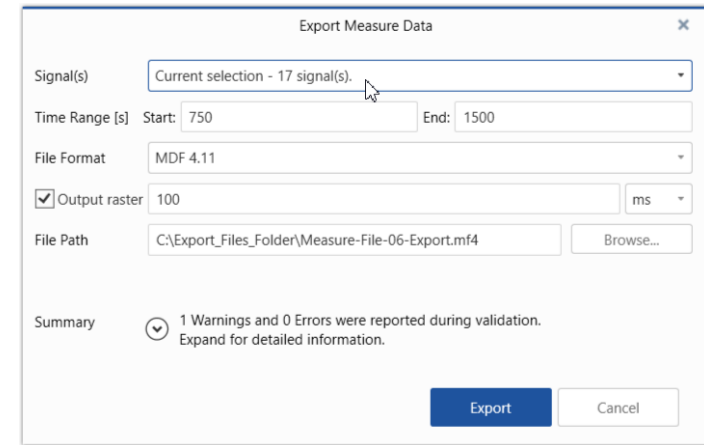 Export Measure Data
Signal(s) Current selection - 17 signal(s).
Time Range [s] Start: 750 End: 1500
File Format MDF 4.11
Output raster 100 ms
File Path C:\Export_Files_Folder\Measure-File-06-Export.mf4 Browse...
Summary 1 Warnings and 0 Errors were reported during validation.
Expand for detailed information.
Export Cancel